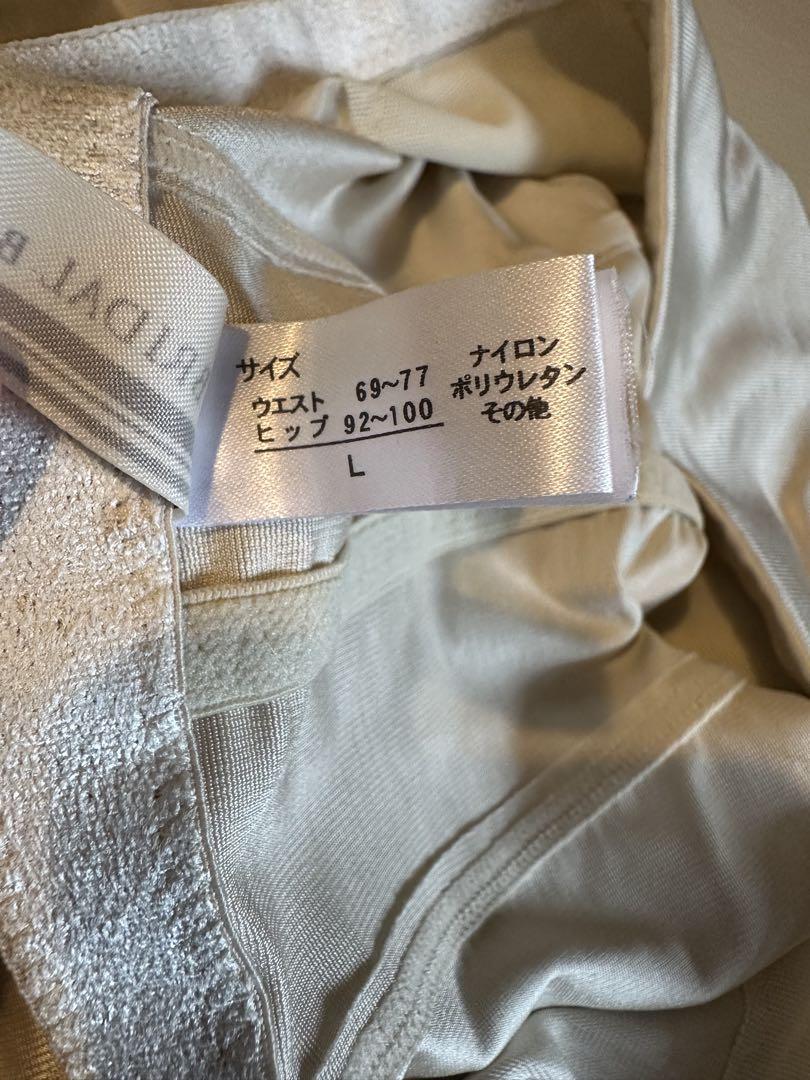 サイズ
ウエスト 69~77
ヒップ 92~100
L
ナイロン
ポリウレタン
その他
RIDAL B